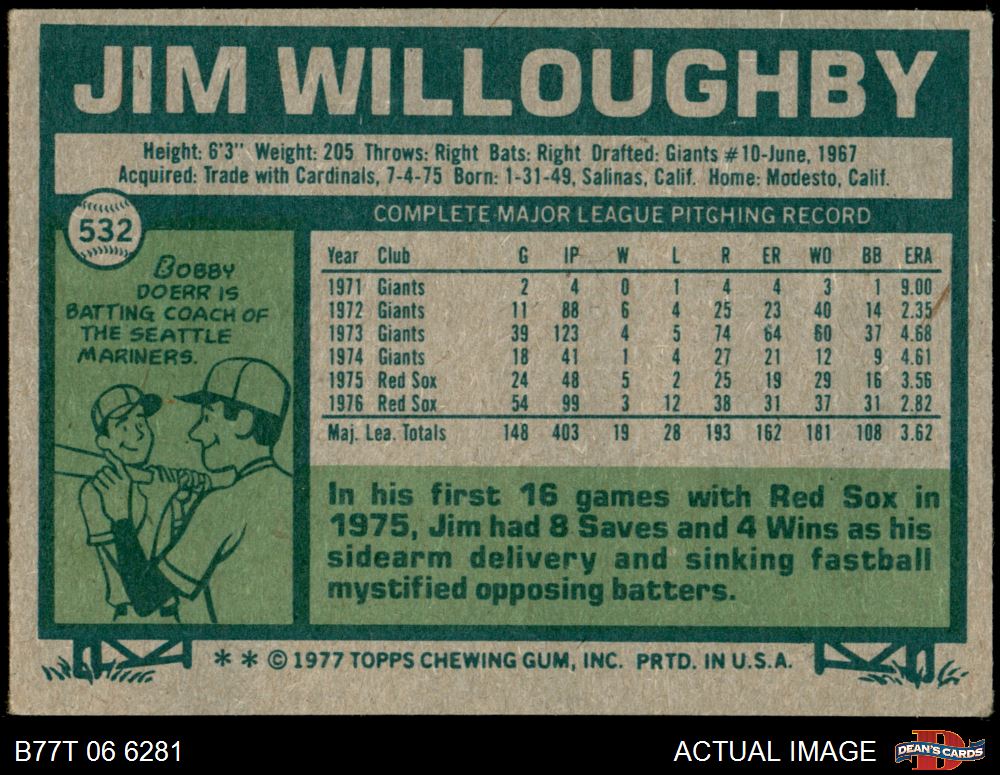 JIM WILLOUGHBY
Height: 6'3" Weight: 205 Throws: Right Bats: Right Drafted: Giants #10-June, 1967
Acquired: Trade with Cardinals, 7-4-75 Born: 1-31-49, Salinas, Calif. Home: Modesto, Calif.
532
BOBBY
DOERR IS
BATTING COACH OF
THE SEATTLE
MARINERS.
COMPLETE MAJOR LEAGUE PITCHING RECORD
Year Club G IP W L R ER WO BB ERA
1971 Giants 2 4 0 1 4 4 3 1 9.00
1972 Giants 11 88 6 4 25 23 40 14 2.35
1973 Giants 39 123 4 5 74 64 60 37 4.68
1974 Giants 18 41 1 4 27 21 12 9 4.61
1975 Red Sox 24 48 5 2 25 19 29 16 3.56
1976 Red Sox 54 99 3 12 38 31 37 31 2.82
Maj. Lea. Totals 148 403 19 28 193 162 181 108 3.62
In his first 16 games with Red Sox in
1975, Jim had 8 Saves and 4 Wins as his
sidearm delivery and sinking fastball
mystified opposing batters.
* * © 1977 TOPPS CHEWING GUM, INC. PRTD. IN U.S.A.
B77T 06 6281
ACTUAL IMAGE
D
DEAN'S CARDS